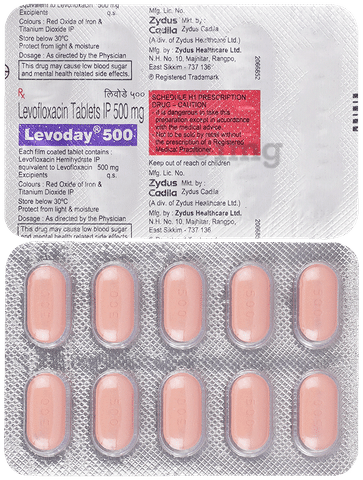 equivalent to Levofloxacin 500 mg
Excipients q.s.
Colours : Red Oxide of Iron &
Titanium Dioxide IP
Store below 30°C
Protect from light & moisture
Dosage : As directed by the Physician
This drug may cause low blood sugar
and mental health related side effects.
Zydus Mkt. by :
Cadila Zydus Cadila
(A div. of Zydus Healthcare Ltd.)
Mfg. by : Zydus Healthcare Ltd.
N.H. No. 10, Majhitar, Rangpo,
East Sikkim - 737 136
® Registered Trademark
Rx लिवोडे ५००
Levofloxacin Tablets IP 500 mg
Levoday® 500
Each film coated tablet contains :
Levofloxacin Hemihydrate IP
equivalent to Levofloxacin 500 mg
Excipients q.s.
Colours : Red Oxide of Iron &
Titanium Dioxide IP
Store below 30°C
Protect from light & moisture
Dosage : As directed by the Physician
This drug may cause low blood sugar
and mental health related side effects.
SCHEDULE H1 PRESCRIPTION
DRUG - CAUTION
-It is dangerous to take this
preparation except in accordance
with the medical advice.
-Not to be sold by retail without
the prescription of a Registered
Medical Practitioner.
Keep out of reach of children
Mfg. Lic. No.
Zydus Mkt. by :
Cadila Zydus Cadila
(A div. of Zydus Healthcare Ltd.)
Mfg. by : Zydus Healthcare Ltd.
N.H. No. 10, Majhitar, Rangpo,
East Sikkim - 737 136